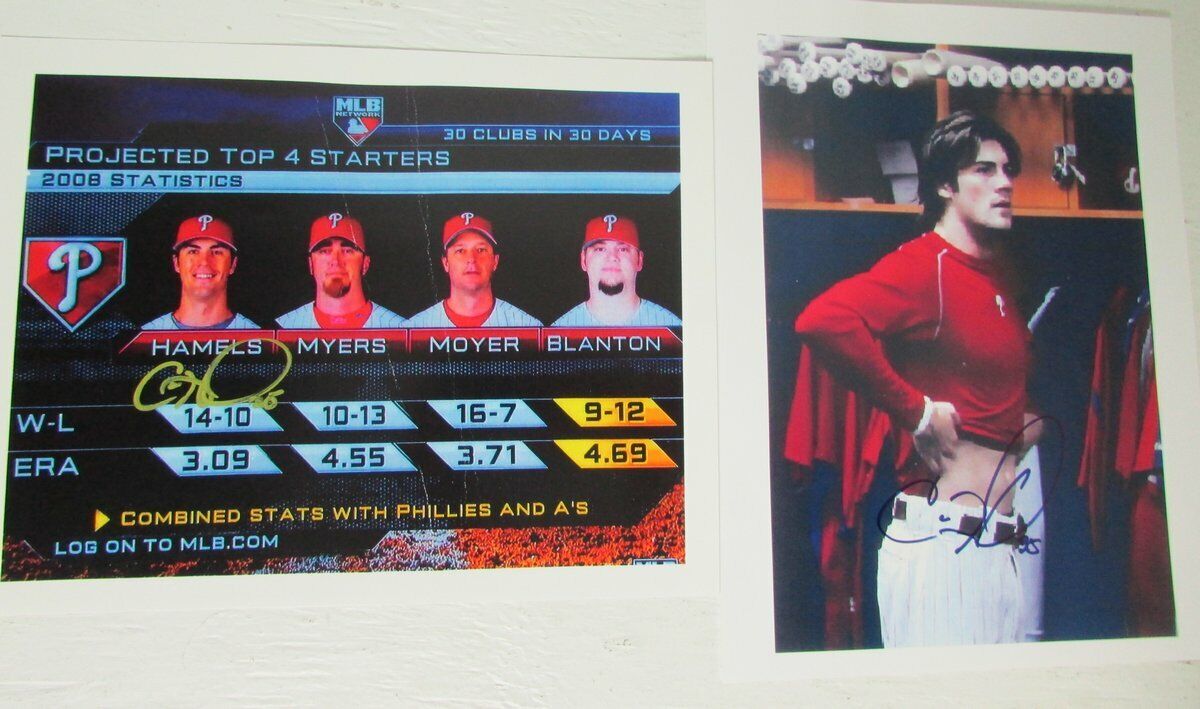 MLB
NETWORK
30 CLUBS IN 30 DAYS
PROJECTED TOP 4 STARTERS
2008 STATISTICS
P
P P P P
HAMELS MYERS MOYER BLANTON
W-L 14-10 10-13 16-7 9-12
ERA 3.09 4.55 3.71 4.69
COMBINED STATS WITH PHILLIES AND A'S
LOG ON TO MLB.COM
MLB
P